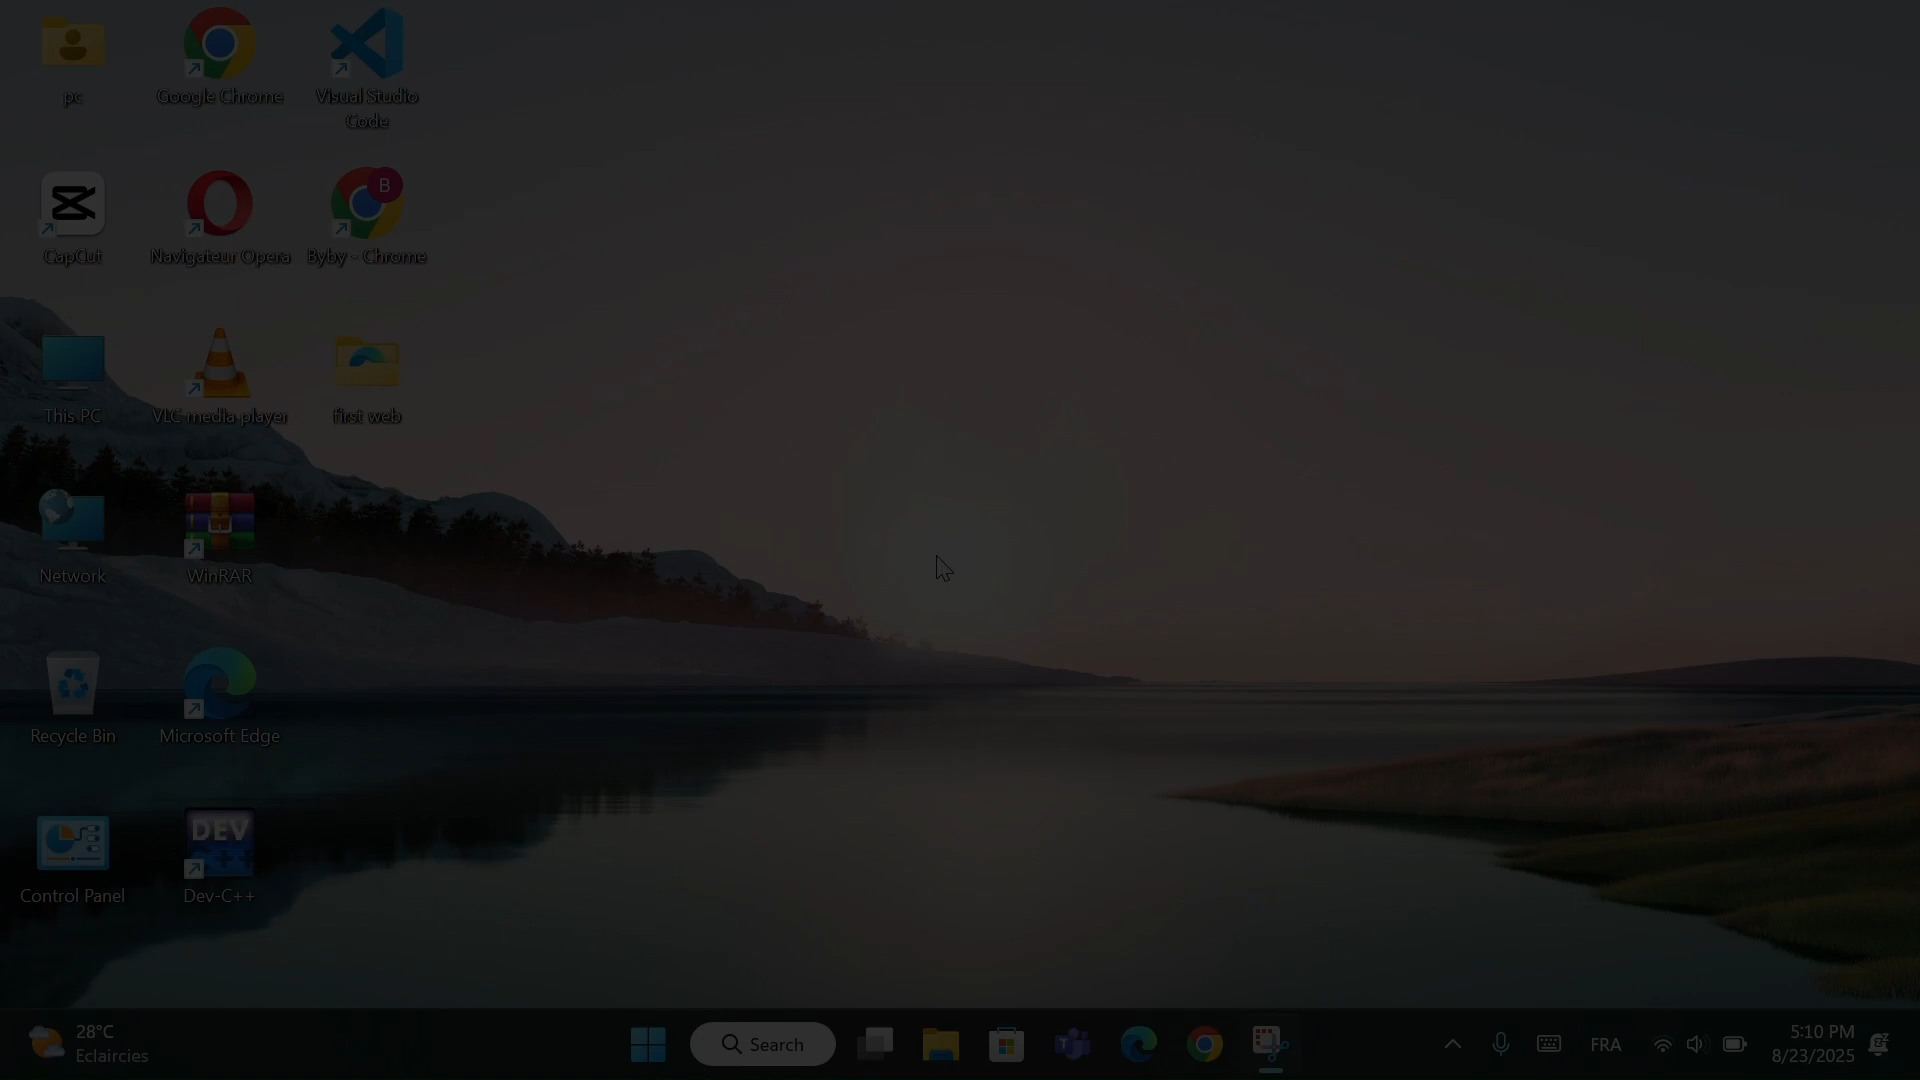 pc
Google Chrome
Visual Studio
Code
B
CapCut
Navigateur Opera
Byby - Chrome
This PC
VLC media player
first web
Network
WinRAR
Recycle Bin
Microsoft Edge
DEV
C++
Control Panel
Dev-C++
28°C
Eclaircies
Search
T
FRA
5:10 PM
8/23/2025